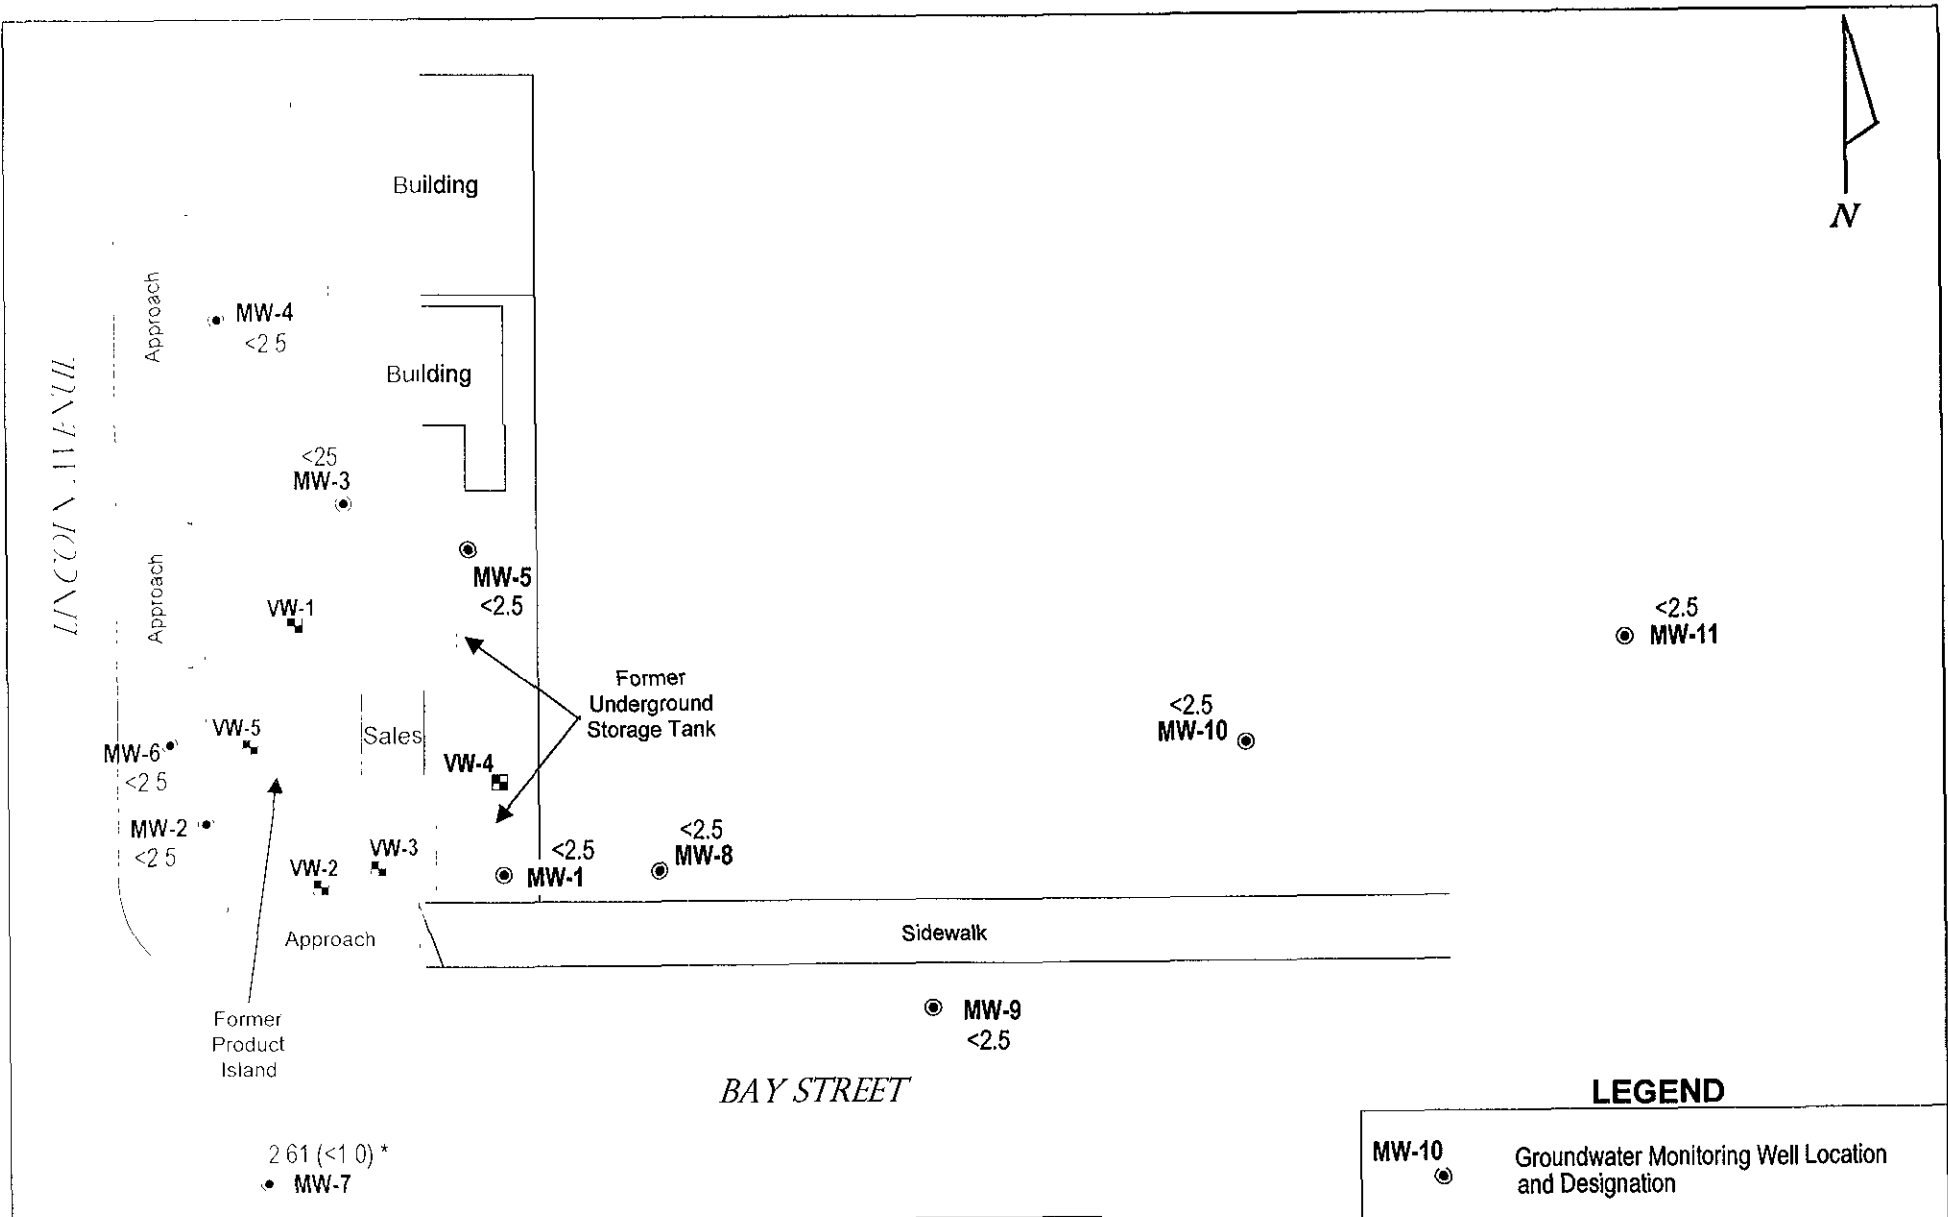 N
Building
Approach
MW-4
<2 5
Building
LINCOLN AVENUE
<25
MW-3
MW-5
<2.5
Approach
VW-1
<2.5
MW-11
Former
Underground
Storage Tank
<2.5
MW-10
VW-5
Sales
MW-6
<2 5
VW-4
MW-2
<2 5
VW-2
VW-3
<2.5
MW-1
<2.5
MW-8
Approach
Sidewalk
MW-9
<2.5
Former
Product
Island
BAY STREET
2 61 (<1 0) *
MW-7
LEGEND
MW-10
Groundwater Monitoring Well Location
and Designation